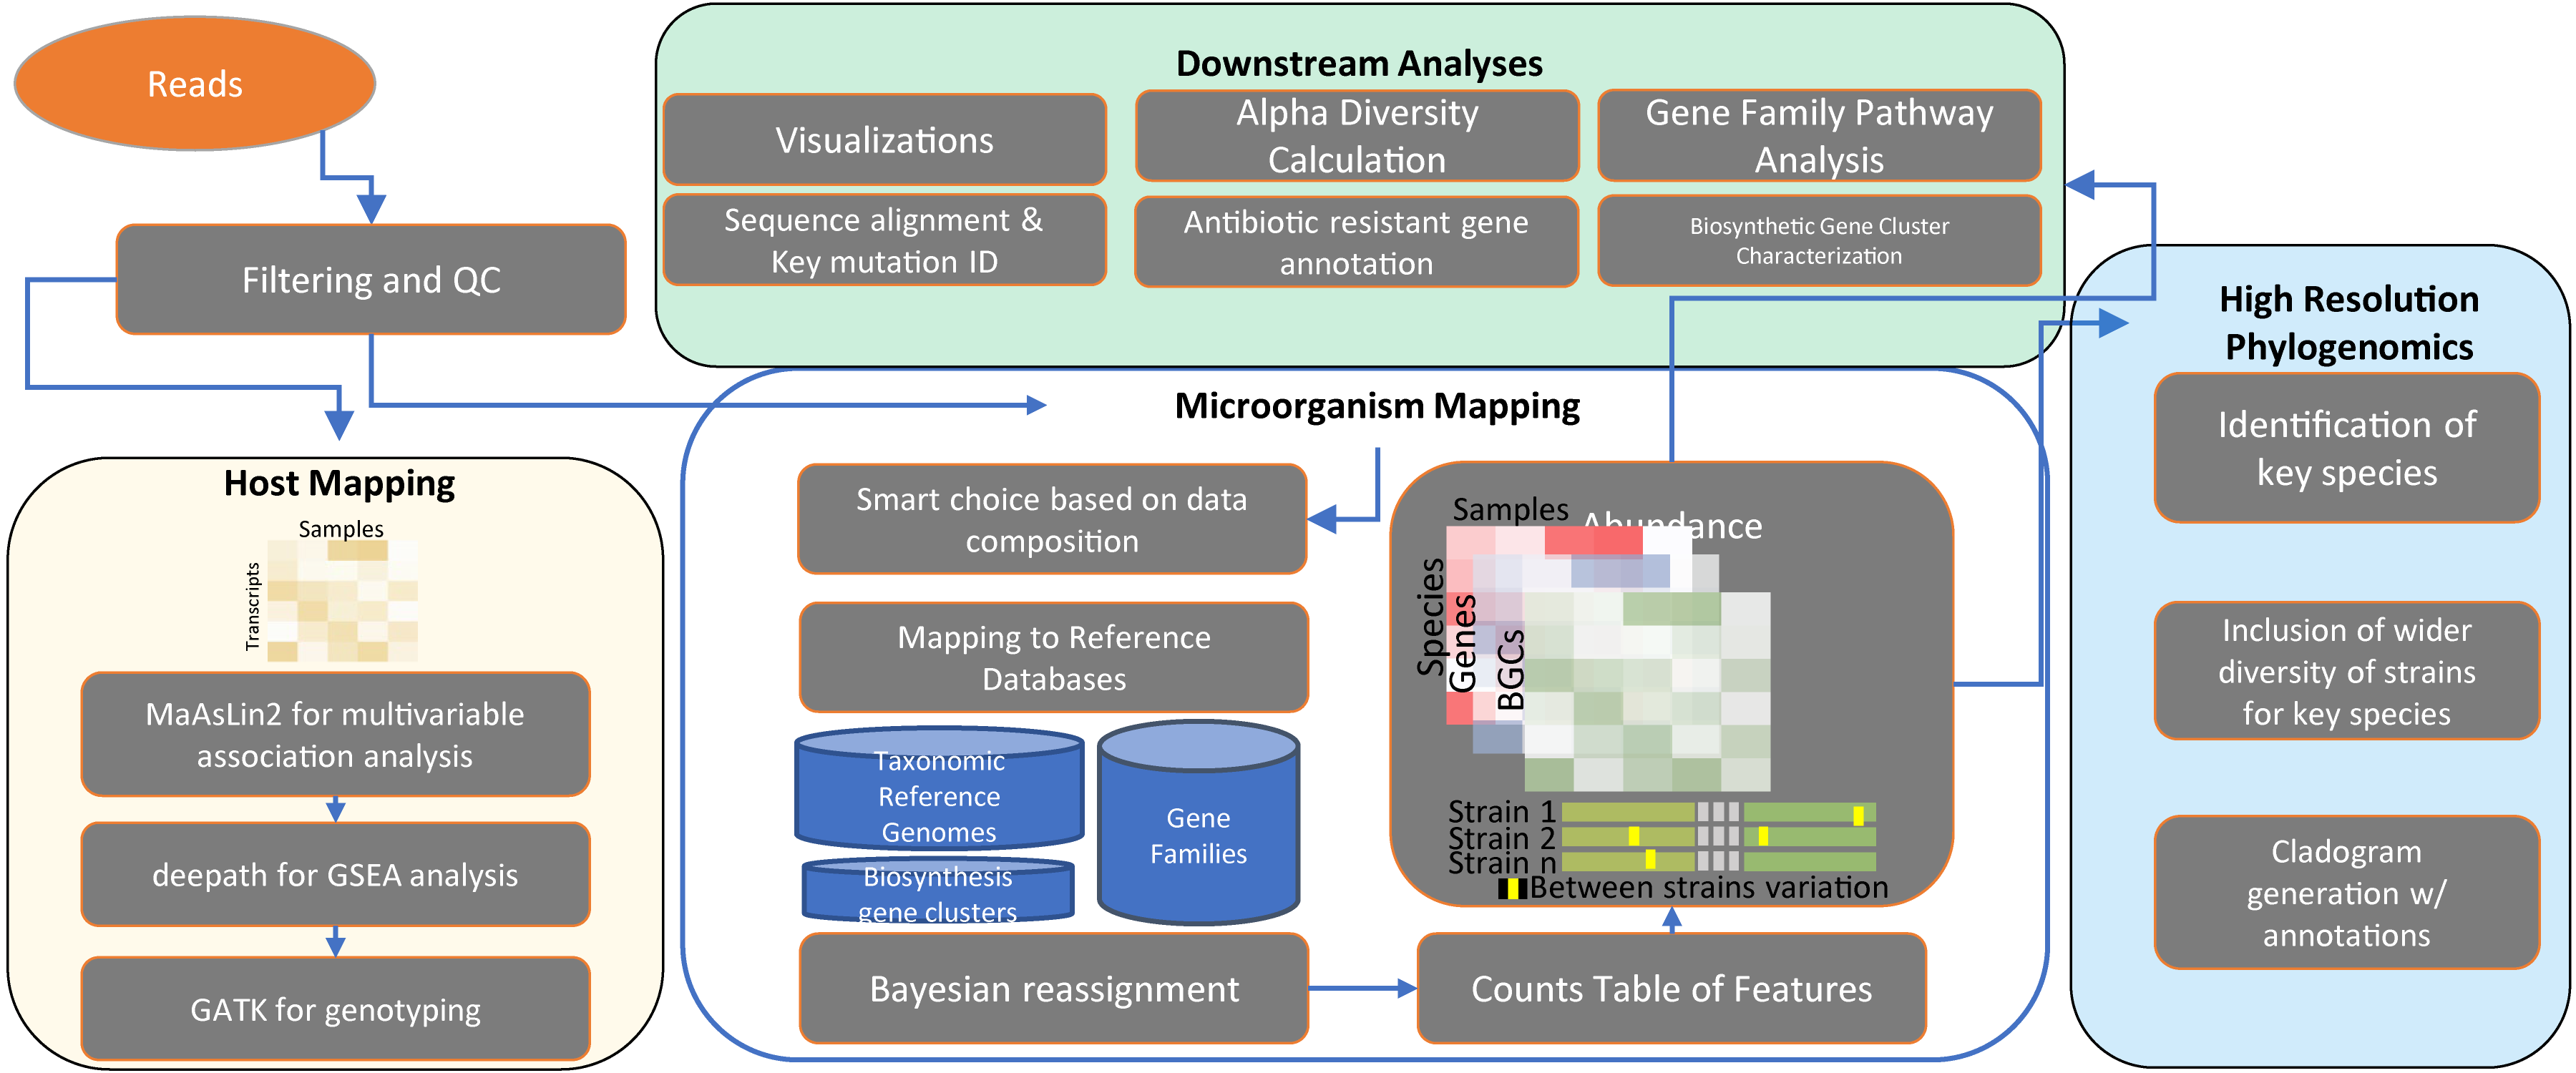 Reads
Filtering and QC
Downstream Analyses
Visualizations
Alpha Diversity
Calculation
Gene Family Pathway
Analysis
Sequence alignment &
Key mutation ID
Antibiotic resistant gene
annotation
Biosynthetic Gene Cluster
Characterization
Host Mapping
Samples
Transcripts
MaAsLin2 for multivariable
association analysis
deepath for GSEA analysis
GATK for genotyping
Microorganism Mapping
Smart choice based on data
composition
Mapping to Reference
Databases
Taxonomic
Reference
Genomes
Gene
Families
Biosynthesis
gene clusters
Bayesian reassignment
Counts Table of Features
Abundance
Samples
Species
Genes
BGCs
Strain 1
Strain 2
Strain n
Between strains variation
High Resolution
Phylogenomics
Identification of
key species
Inclusion of wider
diversity of strains
for key species
Cladogram
generation w/
annotations